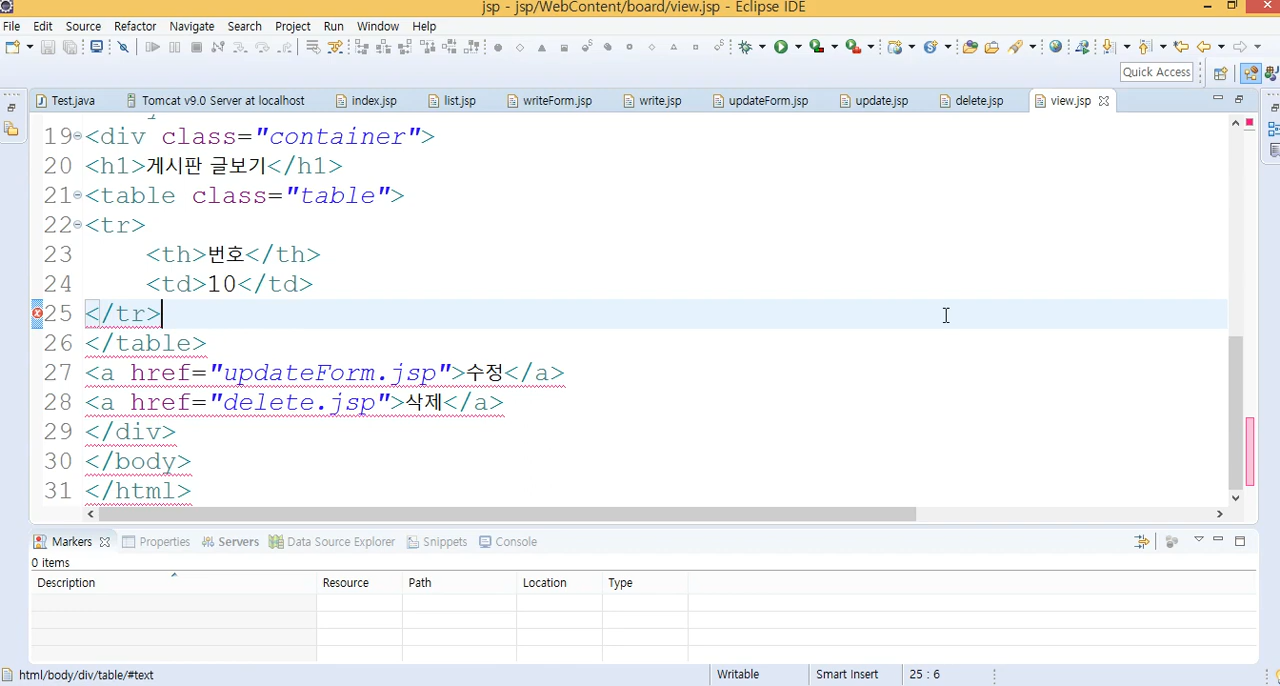 jsp - jsp/WebContent/board/view.jsp - Eclipse IDE
File Edit Source Refactor Navigate Search Project Run Window Help
Quick Access
Test.java Tomcat v9.0 Server at localhost index.jsp list.jsp writeForm.jsp write.jsp updateForm.jsp update.jsp delete.jsp view.jsp
19 <div class="container">
20 <h1>게시판 글보기</h1>
21 <table class="table">
22 <tr>
23 <th>번호</th>
24 <td>10</td>
25 </tr>
26 </table>
27 <a href="updateForm.jsp">수정</a>
28 <a href="delete.jsp">삭제</a>
29 </div>
30 </body>
31 </html>
Markers Properties Servers Data Source Explorer Snippets Console
0 items
Description Resource Path Location Type
html/body/div/table/#text Writable Smart Insert 25 : 6